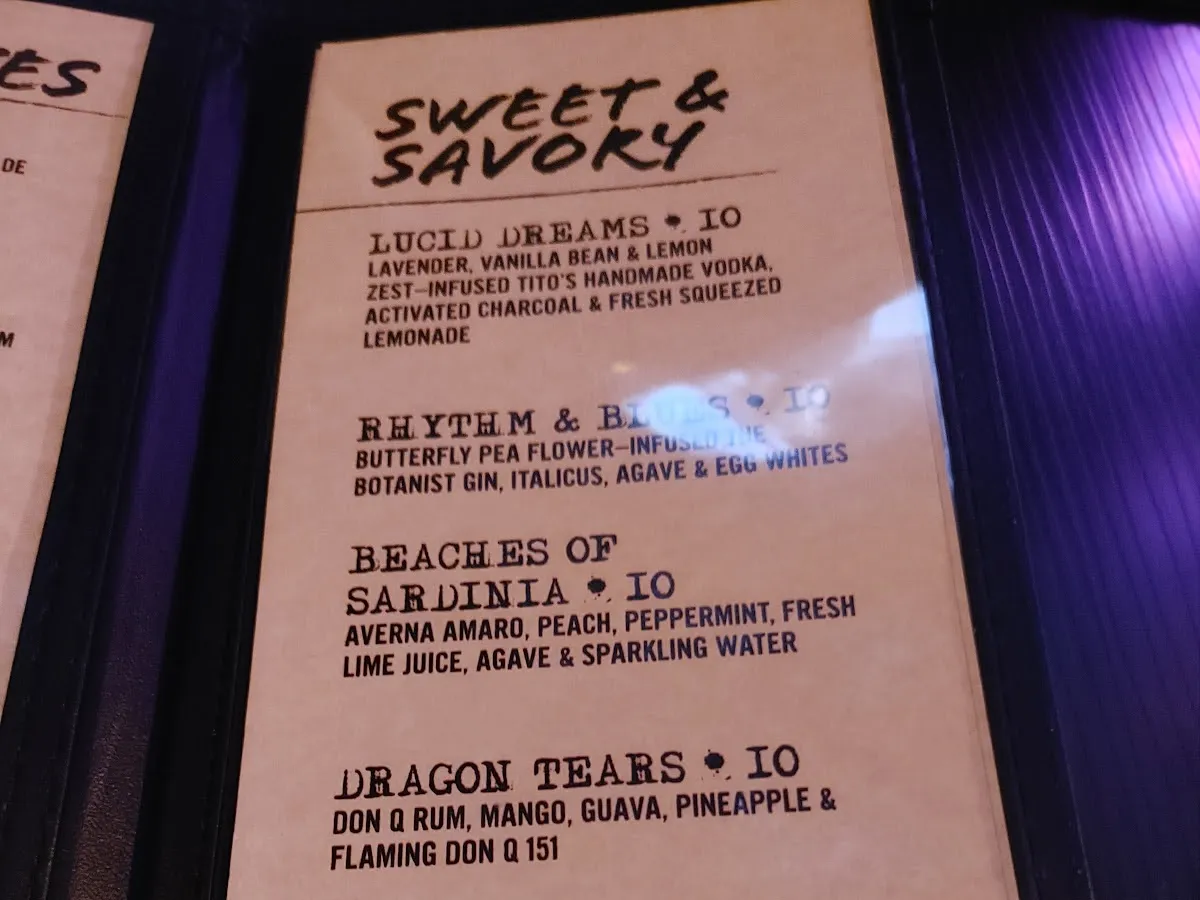 ES
DE
M
SWEET &
SAVORY
LUCID DREAMS • 10
LAVENDER, VANILLA BEAN & LEMON
ZEST-INFUSED TITO'S HANDMADE VODKA,
ACTIVATED CHARCOAL & FRESH SQUEEZED
LEMONADE
RHYTHM & BLUES • 10
BUTTERFLY PEA FLOWER-INFUSED THE
BOTANIST GIN, ITALICUS, AGAVE & EGG WHITES
BEACHES OF
SARDINIA • 10
AVERNA AMARO, PEACH, PEPPERMINT, FRESH
LIME JUICE, AGAVE & SPARKLING WATER
DRAGON TEARS • 10
DON Q RUM, MANGO, GUAVA, PINEAPPLE &
FLAMING DON Q 151